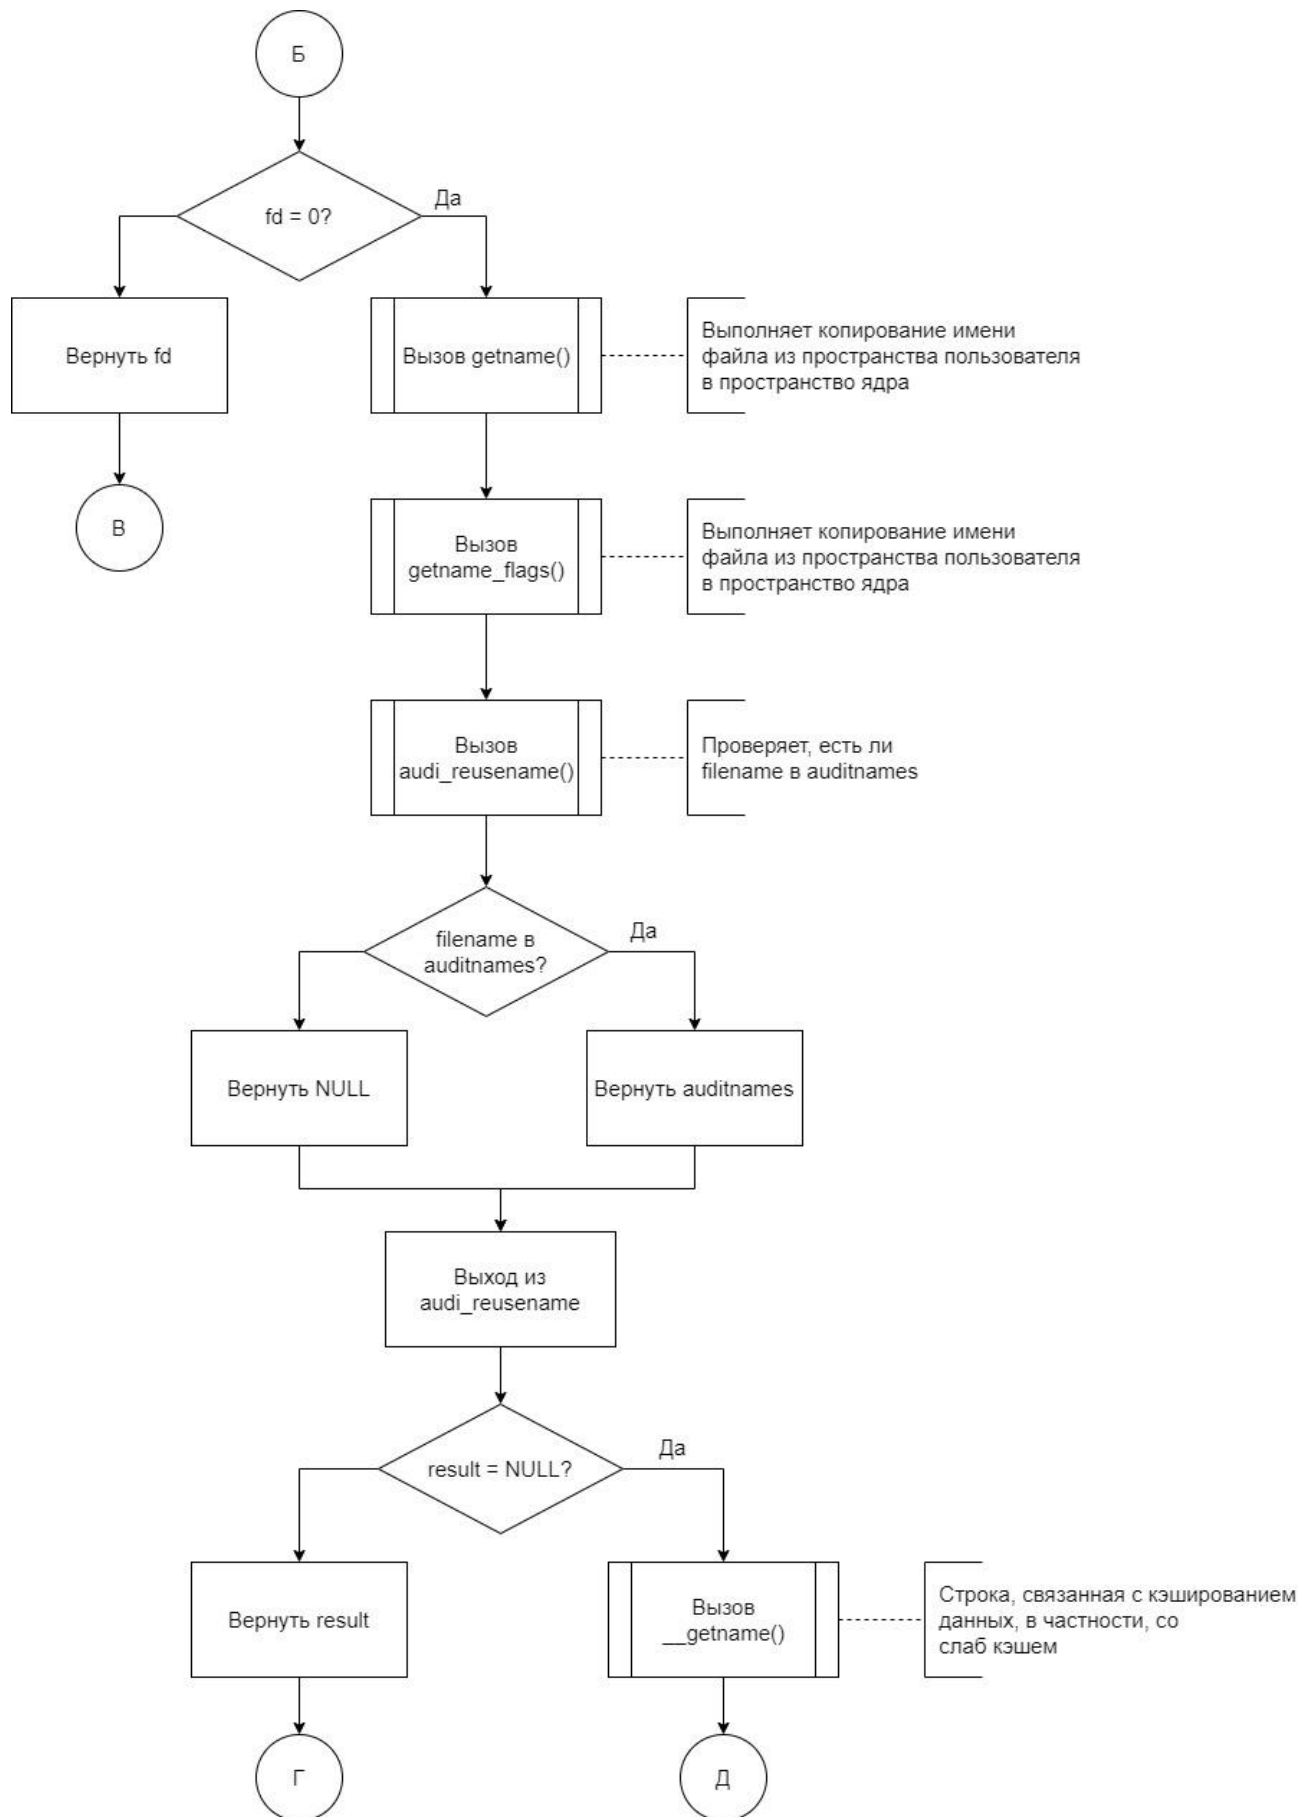 Б
fd = 0?
Да
Вернуть fd
Вызов getname()
Выполняет копирование имени
файла из пространства пользователя
в пространство ядра
В
Вызов
getname_flags()
Выполняет копирование имени
файла из пространства пользователя
в пространство ядра
Вызов
audi_reusename()
Проверяет, есть ли
filename в auditnames
filename в
auditnames?
Да
Вернуть NULL
Вернуть auditnames
Выход из
audi_reusename
result = NULL?
Да
Вернуть result
Вызов
__getname()
Строка, связанная с кэшированием
данных, в частности, со
слаб кэшем
Г
Д